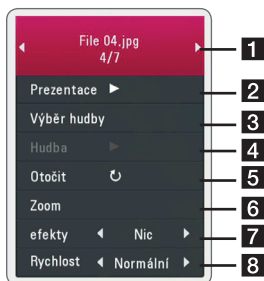 File 04.jpg
4/7
1
Prezentace
2
Výběr hudby
3
Hudba
4
Otočit
5
Zoom
6
efekty Nic
7
Rychlost Normální
8